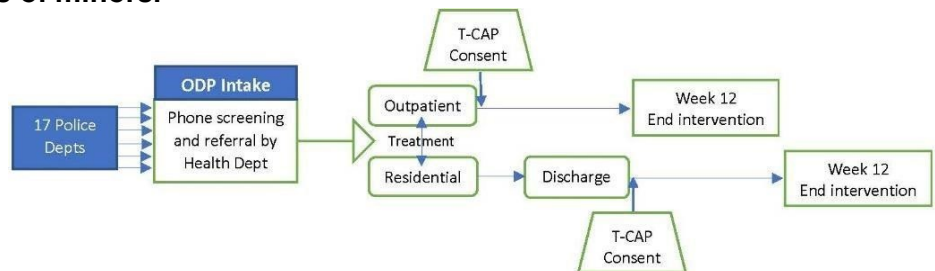 T-CAP
Consent
ODP Intake
17 Police
Depts
Phone screening
and referral by
Health Dept
Outpatient
Treatment
Residential
Discharge
Week 12
End intervention
Week 12
End intervention
T-CAP
Consent